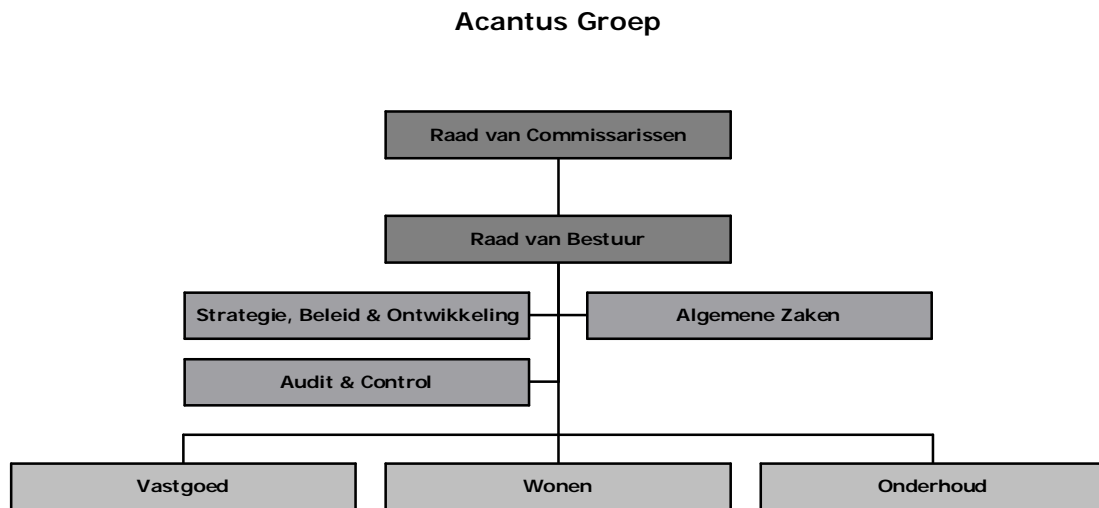 Acantus Groep
Raad van Commissarissen
Raad van Bestuur
Strategie, Beleid & Ontwikkeling
Algemene Zaken
Audit & Control
Vastgoed
Wonen
Onderhoud